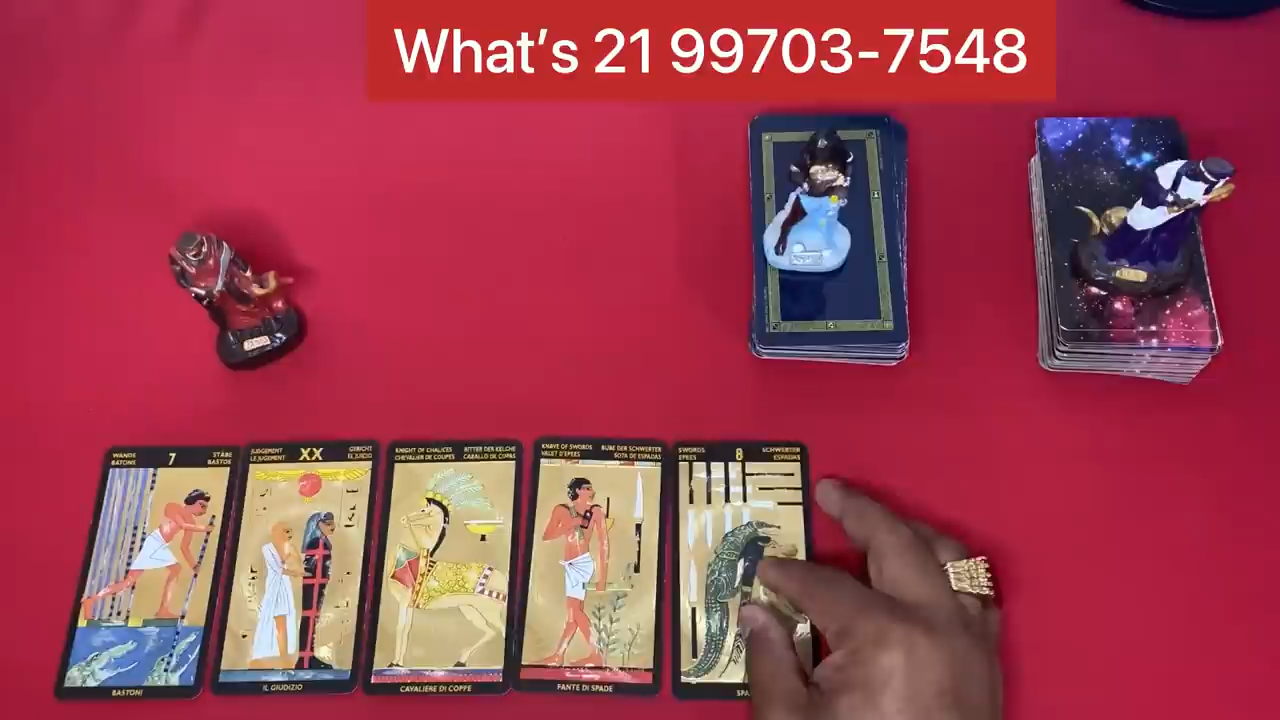 What’s 21 99703-7548
WANDS
BATONE
7
STÄBE
BASTOS
BASTONI
JUDGEMENT
LE JUGEMENT
XX
GERICHT
EL JUICIO
IL GIUDIZIO
KNIGHT OF CHALICES
CHEVALIER DE COUPES
RITTER DER KELCHE
CABALLO DE COPAS
CAVALIERE DI COPPE
KNAVE OF SWORDS
VALET D'EPEES
BUBE DER SCHWERTER
SOTA DE ESPADAS
FANTE DI SPADE
SWORDS
EPEES
8
SCHWERTER
ESPADAS